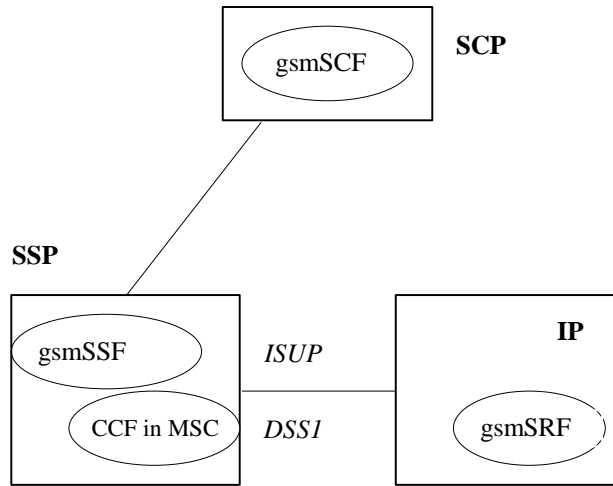 SCP
gsmSCF
SSP
gsmSSF
CCF in MSC
ISUP
DSS1
IP
gsmSRF